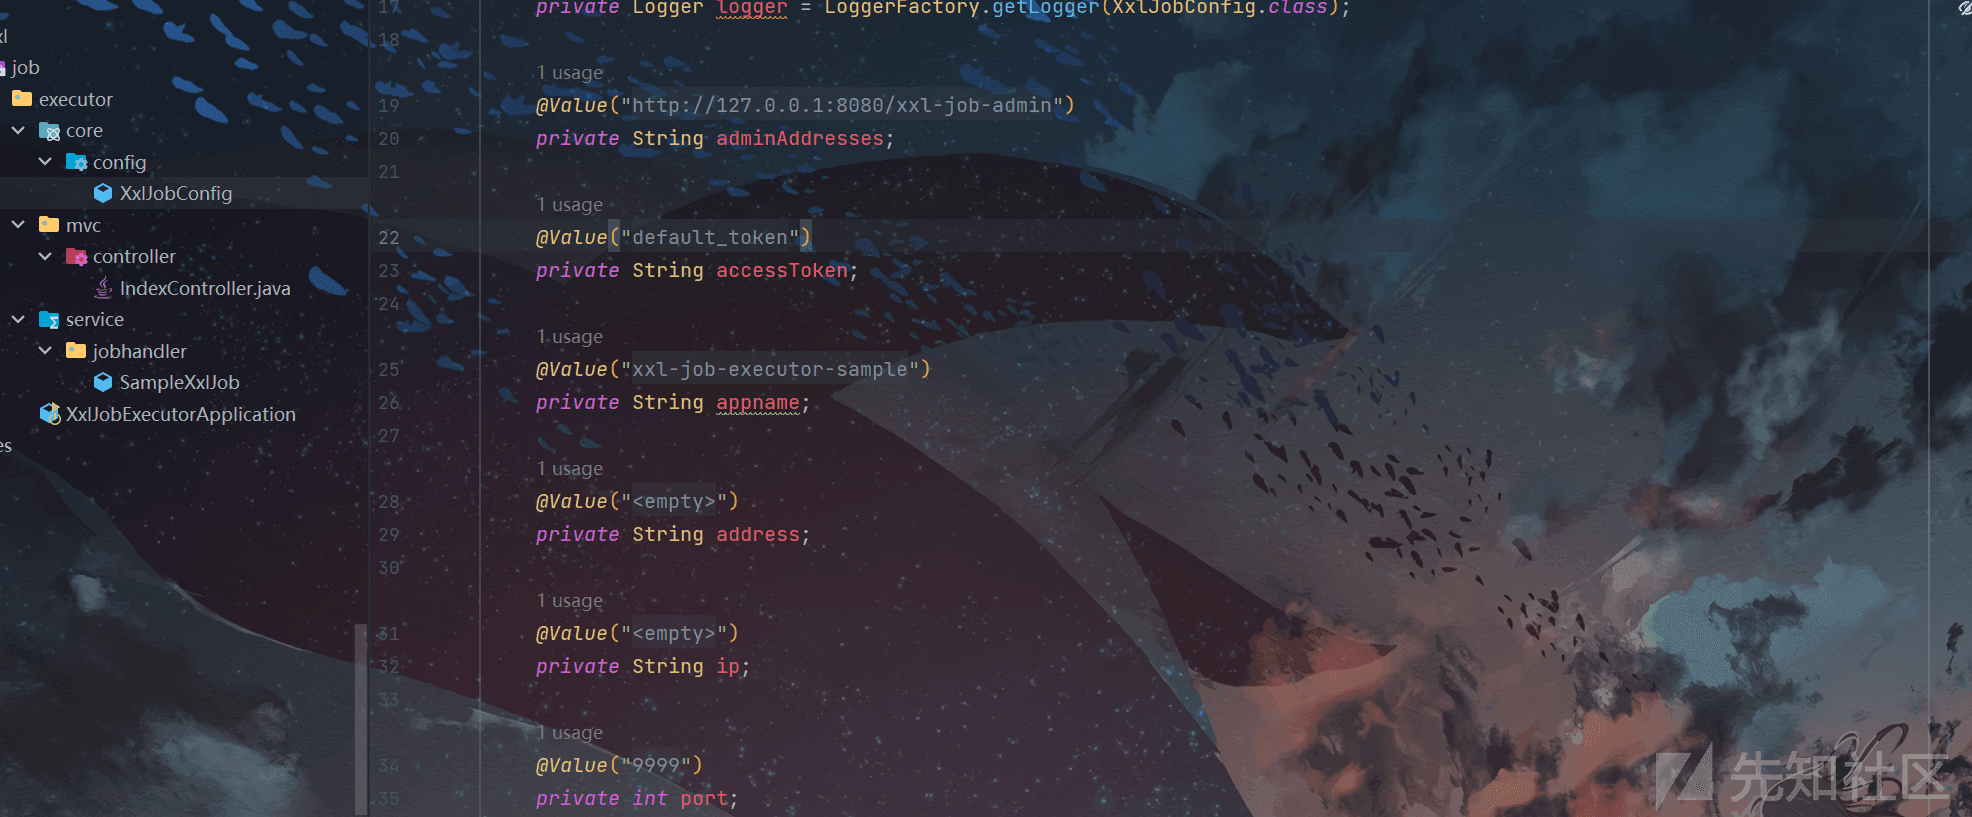 xl
job
executor
core
config
XxlJobConfig
mvc
controller
IndexController.java
service
jobhandler
SampleXxlJob
XxlJobExecutorApplication
es
17 private Logger logger = LoggerFactory.getLogger(XxlJobConfig.class);
18
1 usage
19 @Value("http://127.0.0.1:8080/xxl-job-admin")
20 private String adminAddresses;
21
1 usage
22 @Value("default_token")
23 private String accessToken;
24
1 usage
25 @Value("xxl-job-executor-sample")
26 private String appname;
27
1 usage
28 @Value("<empty>")
29 private String address;
30
1 usage
31 @Value("<empty>")
32 private String ip;
33
1 usage
34 @Value("9999")
35 private int port;
先知社区